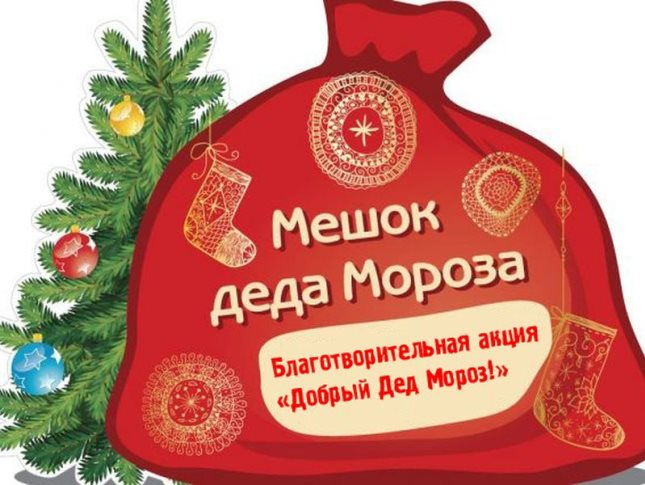 Мешок
деда Мороза
Благотворительная акция
«Добрый Дед Мороз!»